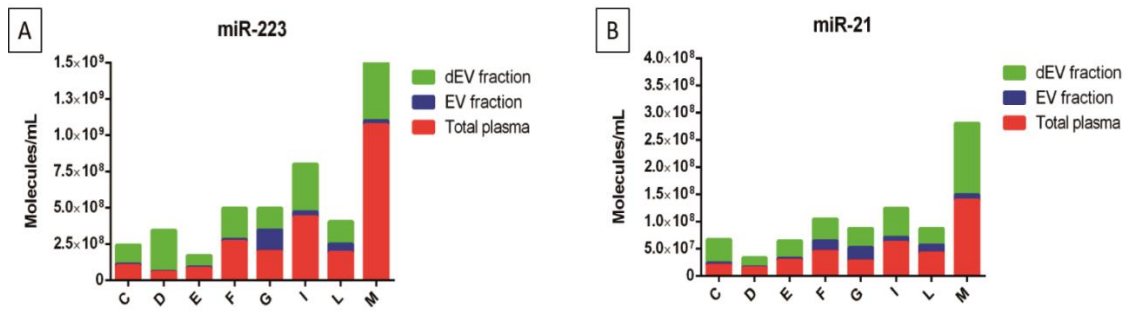 A
miR-223
Molecules/mL
1.5×10⁹
1.3×10⁹
1.0×10⁹
7.5×10⁸
5.0×10⁸
2.5×10⁸
0
C D E F G I L M
dEV fraction
EV fraction
Total plasma
B
miR-21
Molecules/mL
4.0×10⁸
3.5×10⁸
3.0×10⁸
2.5×10⁸
2.0×10⁸
1.5×10⁸
1.0×10⁸
5.0×10⁷
0
C D E F G I L M
dEV fraction
EV fraction
Total plasma